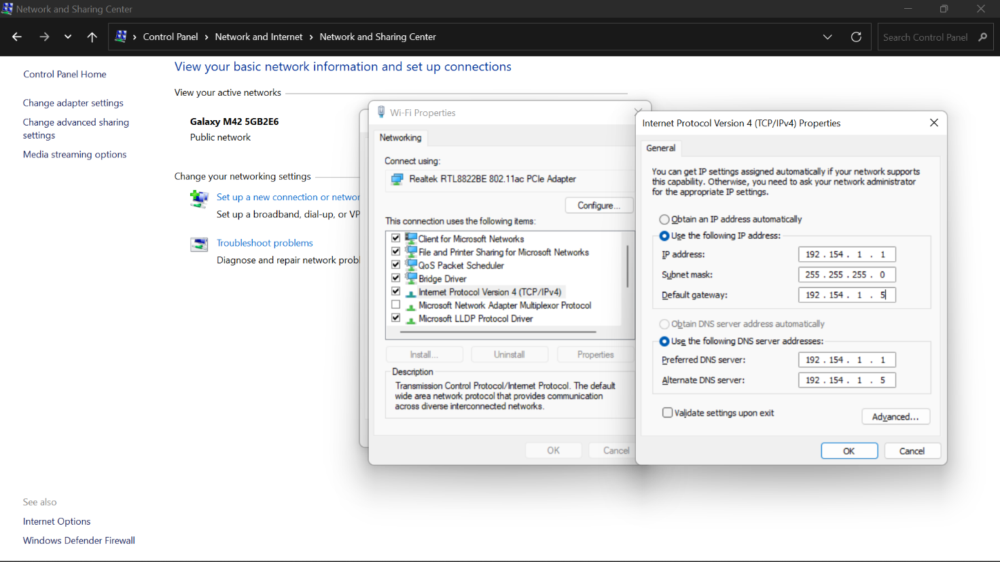 Network and Sharing Center
Control Panel › Network and Internet › Network and Sharing Center
Search Control Panel
Control Panel Home
Change adapter settings
Change advanced sharing
settings
Media streaming options
View your basic network information and set up connections
View your active networks
Galaxy M42 5GB2E6
Public network
Change your networking settings
Set up a new connection or networ
Set up a broadband, dial-up, or VP
Troubleshoot problems
Diagnose and repair network probl
See also
Internet Options
Windows Defender Firewall
Wi-Fi Properties
Networking
Connect using:
Realtek RTL8822BE 802.11ac PCIe Adapter
Configure...
This connection uses the following items:
Client for Microsoft Networks
File and Printer Sharing for Microsoft Networks
QoS Packet Scheduler
Bridge Driver
Internet Protocol Version 4 (TCP/IPv4)
Microsoft Network Adapter Multiplexor Protocol
Microsoft LLDP Protocol Driver
Install...
Uninstall
Properties
Description
Transmission Control Protocol/Internet Protocol. The default
wide area network protocol that provides communication
across diverse interconnected networks.
OK
Cancel
Internet Protocol Version 4 (TCP/IPv4) Properties
General
You can get IP settings assigned automatically if your network supports
this capability. Otherwise, you need to ask your network administrator
for the appropriate IP settings.
Obtain an IP address automatically
Use the following IP address:
IP address: 192 . 154 . 1 . 1
Subnet mask: 255 . 255 . 255 . 0
Default gateway: 192 . 154 . 1 . 5
Obtain DNS server address automatically
Use the following DNS server addresses:
Preferred DNS server: 192 . 154 . 1 . 1
Alternate DNS server: 192 . 154 . 1 . 5
Validate settings upon exit
Advanced...
OK
Cancel